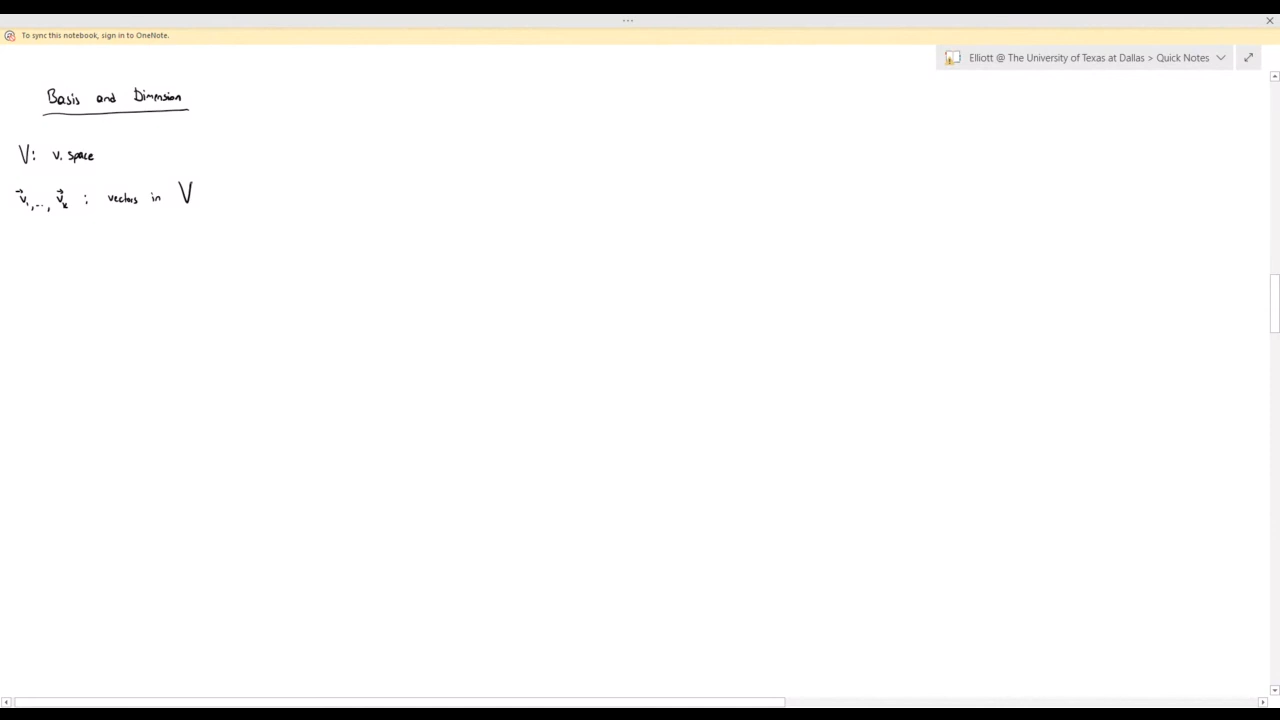 ...
To sync this notebook, sign in to OneNote.
Elliott @ The University of Texas at Dallas > Quick Notes
Basis and Dimension
V: v. space
v⃗₁,..., v⃗ₖ : vectors in V